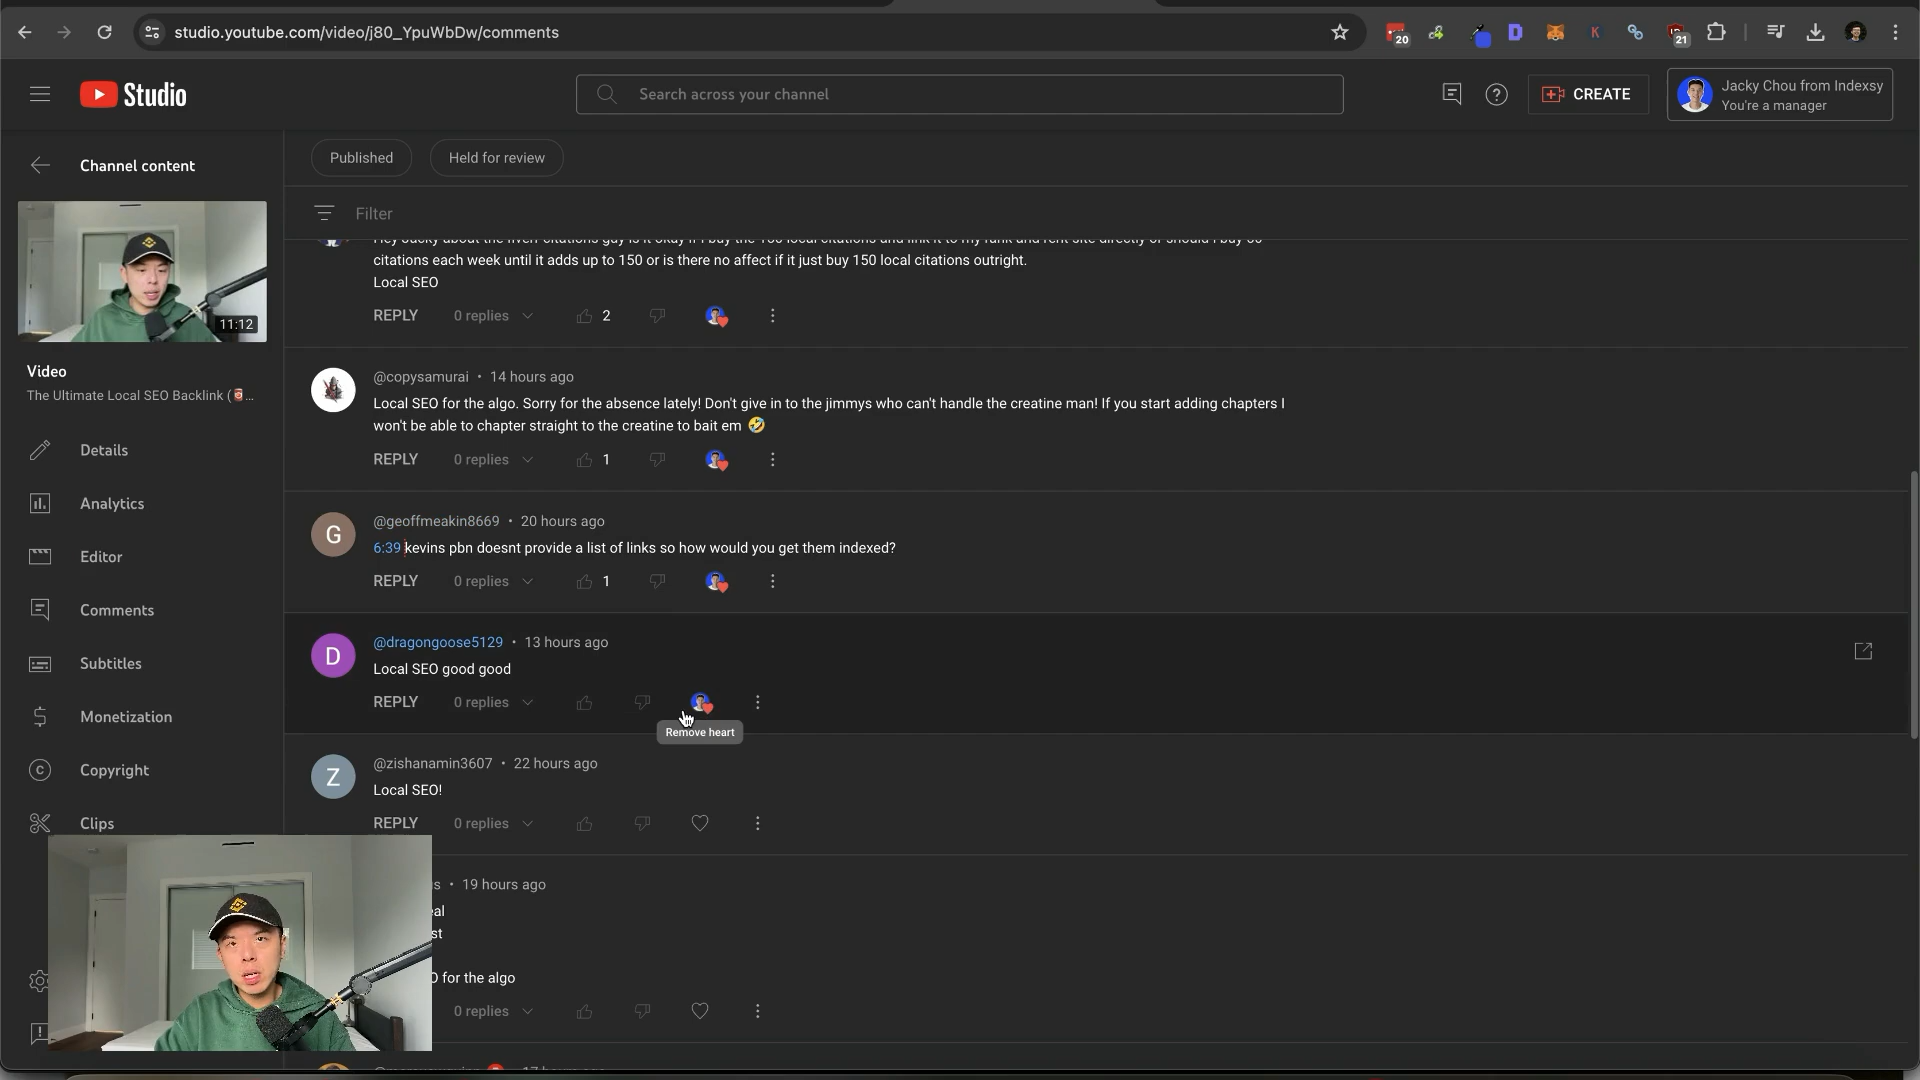 studio.youtube.com/video/j80_YpuWbDw/comments
20
21
Studio
Search across your channel
CREATE
Jacky Chou from Indexsy
You're a manager
Channel content
11:12
Video
The Ultimate Local SEO Backlink (🥫...
Details
Analytics
Editor
Comments
Subtitles
Monetization
Copyright
Clips
Published
Held for review
Filter
citations each week until it adds up to 150 or is there no affect if it just buy 150 local citations outright.
Local SEO
REPLY 0 replies 2
@copysamurai • 14 hours ago
Local SEO for the algo. Sorry for the absence lately! Don't give in to the jimmys who can't handle the creatine man! If you start adding chapters I
won't be able to chapter straight to the creatine to bait em 🤣
REPLY 0 replies 1
G
@geoffmeakin8669 • 20 hours ago
6:39 kevins pbn doesnt provide a list of links so how would you get them indexed?
REPLY 0 replies 1
D
@dragongoose5129 • 13 hours ago
Local SEO good good
REPLY 0 replies
Remove heart
Z
@zishanamin3607 • 22 hours ago
Local SEO!
REPLY 0 replies
• 19 hours ago
for the algo
0 replies